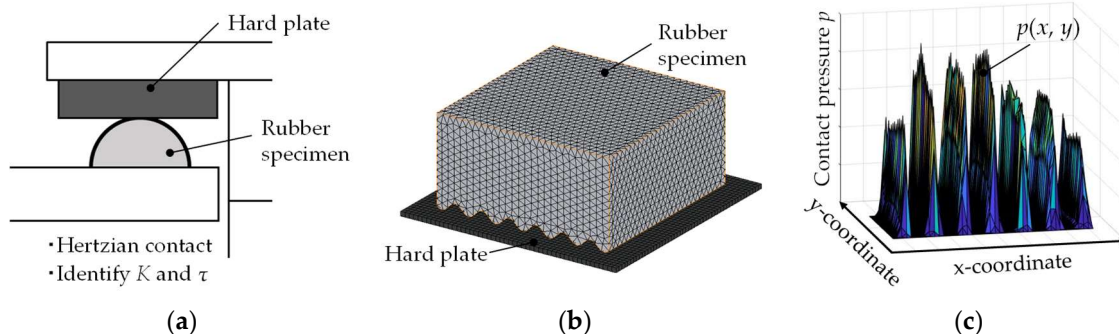 Hard plate
Rubber
specimen
・Hertzian contact
・Identify K and τ
(a)
Rubber
specimen
Hard plate
(b)
Contact pressure p
p(x, y)
y-coordinate
x-coordinate
(c)